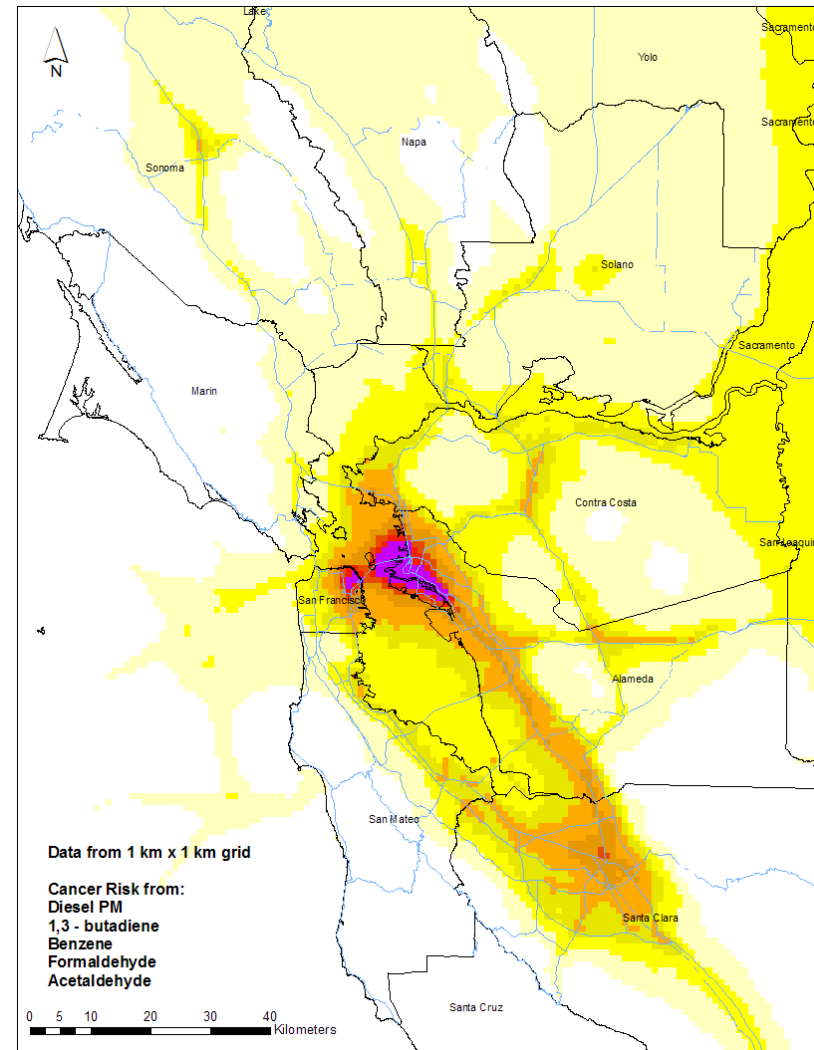 Lake
Sacramento
N
Yolo
Sacramento
Napa
Sonoma
Solano
Sacramento
Marin
Contra Costa
San Joaquin
San Francisco
Alameda
San Mateo
Data from 1 km x 1 km grid
Cancer Risk from:
Diesel PM
1,3 - butadiene
Benzene
Formaldehyde
Acetaldehyde
Santa Clara
Santa Cruz
0 5 10 20 30 40
Kilometers